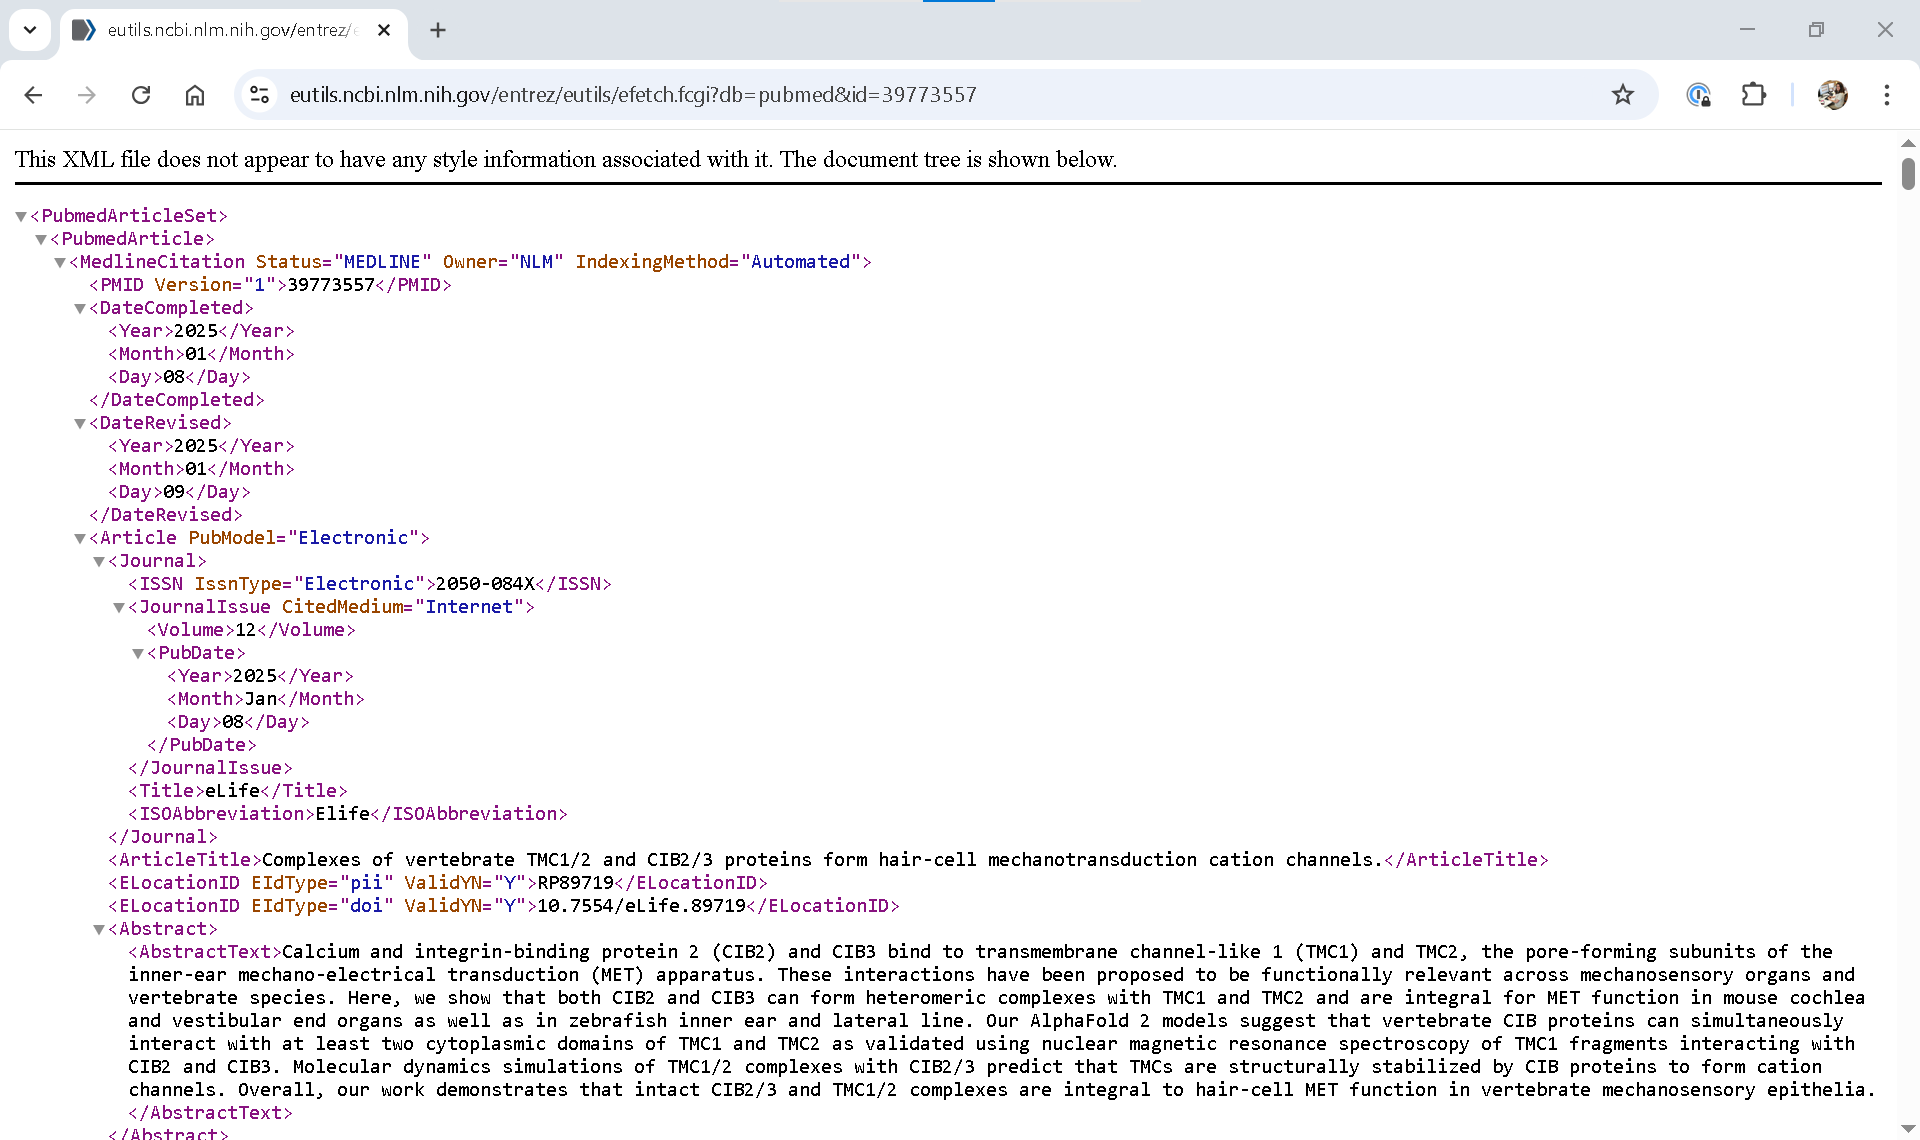 eutils.ncbi.nlm.nih.gov/entrez/e
eutils.ncbi.nlm.nih.gov/entrez/eutils/efetch.fcgi?db=pubmed&id=39773557
This XML file does not appear to have any style information associated with it. The document tree is shown below.
<PubmedArticleSet>
<PubmedArticle>
<MedlineCitation Status="MEDLINE" Owner="NLM" IndexingMethod="Automated">
<PMID Version="1">39773557</PMID>
<DateCompleted>
<Year>2025</Year>
<Month>01</Month>
<Day>08</Day>
</DateCompleted>
<DateRevised>
<Year>2025</Year>
<Month>01</Month>
<Day>09</Day>
</DateRevised>
<Article PubModel="Electronic">
<Journal>
<ISSN IssnType="Electronic">2050-084X</ISSN>
<JournalIssue CitedMedium="Internet">
<Volume>12</Volume>
<PubDate>
<Year>2025</Year>
<Month>Jan</Month>
<Day>08</Day>
</PubDate>
</JournalIssue>
<Title>eLife</Title>
<ISOAbbreviation>Elife</ISOAbbreviation>
</Journal>
<ArticleTitle>Complexes of vertebrate TMC1/2 and CIB2/3 proteins form hair-cell mechanotransduction cation channels.</ArticleTitle>
<ELocationID EIdType="pii" ValidYN="Y">RP89719</ELocationID>
<ELocationID EIdType="doi" ValidYN="Y">10.7554/eLife.89719</ELocationID>
<Abstract>
<AbstractText>Calcium and integrin-binding protein 2 (CIB2) and CIB3 bind to transmembrane channel-like 1 (TMC1) and TMC2, the pore-forming subunits of the
inner-ear mechano-electrical transduction (MET) apparatus. These interactions have been proposed to be functionally relevant across mechanosensory organs and
vertebrate species. Here, we show that both CIB2 and CIB3 can form heteromeric complexes with TMC1 and TMC2 and are integral for MET function in mouse cochlea
and vestibular end organs as well as in zebrafish inner ear and lateral line. Our AlphaFold 2 models suggest that vertebrate CIB proteins can simultaneously
interact with at least two cytoplasmic domains of TMC1 and TMC2 as validated using nuclear magnetic resonance spectroscopy of TMC1 fragments interacting with
CIB2 and CIB3. Molecular dynamics simulations of TMC1/2 complexes with CIB2/3 predict that TMCs are structurally stabilized by CIB proteins to form cation
channels. Overall, our work demonstrates that intact CIB2/3 and TMC1/2 complexes are integral to hair-cell MET function in vertebrate mechanosensory epithelia.
</AbstractText>
</Abstract>